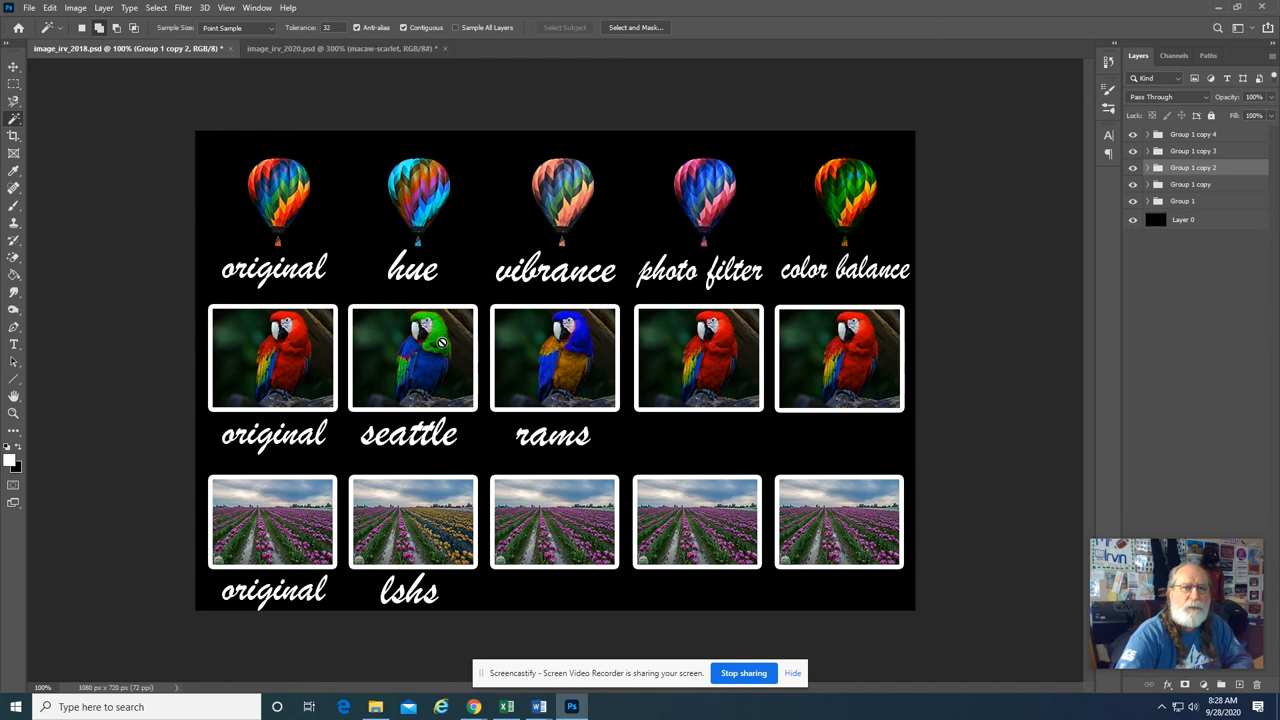 File Edit Image Layer Type Select Filter 3D View Window Help
Sample Size: Point Sample Tolerance: 32 Anti-alias Contiguous Sample All Layers Select Subject Select and Mask...
image_irv_2018.psd @ 100% (Group 1 copy 2, RGB/8) * × image_irv_2020.psd @ 300% (macaw-scarlet, RGB/8#) * ×
Layers Channels Paths
Kind
Pass Through Opacity: 100%
Lock: Fill: 100%
Group 1 copy 4
Group 1 copy 3
Group 1 copy 2
Group 1 copy
Group 1
Layer 0
original hue vibrance photo filter color balance
original seattle rams
original lshs
Screencastify - Screen Video Recorder is sharing your screen. Stop sharing Hide
100% 1080 px x 720 px (72 ppi)
Type here to search
8:28 AM
9/28/2020